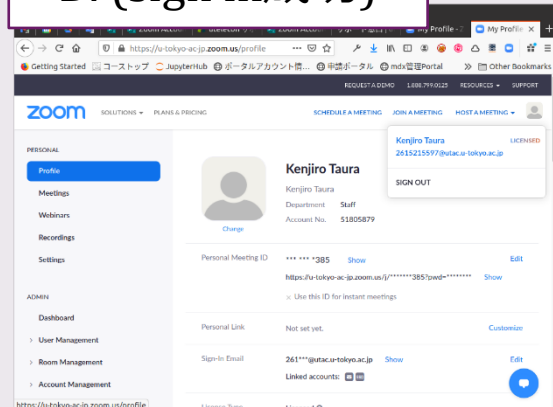 My Profile
My Profile
https://u-tokyo-ac-jp.zoom.us/profile
Getting Started コーストップ JupyterHub ポータルアカウント情... 申請ポータル mdx管理Portal Other Bookmarks
REQUEST A DEMO 1.888.799.0125 RESOURCES SUPPORT
zoom SOLUTIONS PLANS & PRICING SCHEDULE A MEETING JOIN A MEETING HOST A MEETING
Kenjiro Taura LICENSED
2615215597@utac.u-tokyo.ac.jp
SIGN OUT
PERSONAL
Profile
Meetings
Webinars
Recordings
Settings
ADMIN
Dashboard
User Management
Room Management
Account Management
Change
Kenjiro Taura
Kenjiro Taura
Department Staff
Account No. 51805879
Personal Meeting ID *** *** *385 Show Edit
https://u-tokyo-ac-jp.zoom.us/j/*******385?pwd=******** Show
× Use this ID for instant meetings
Personal Link Not set yet. Customize
Sign-In Email 261***@utac.u-tokyo.ac.jp Show Edit
Linked accounts:
https://u-tokyo-ac-jp.zoom.us/profile